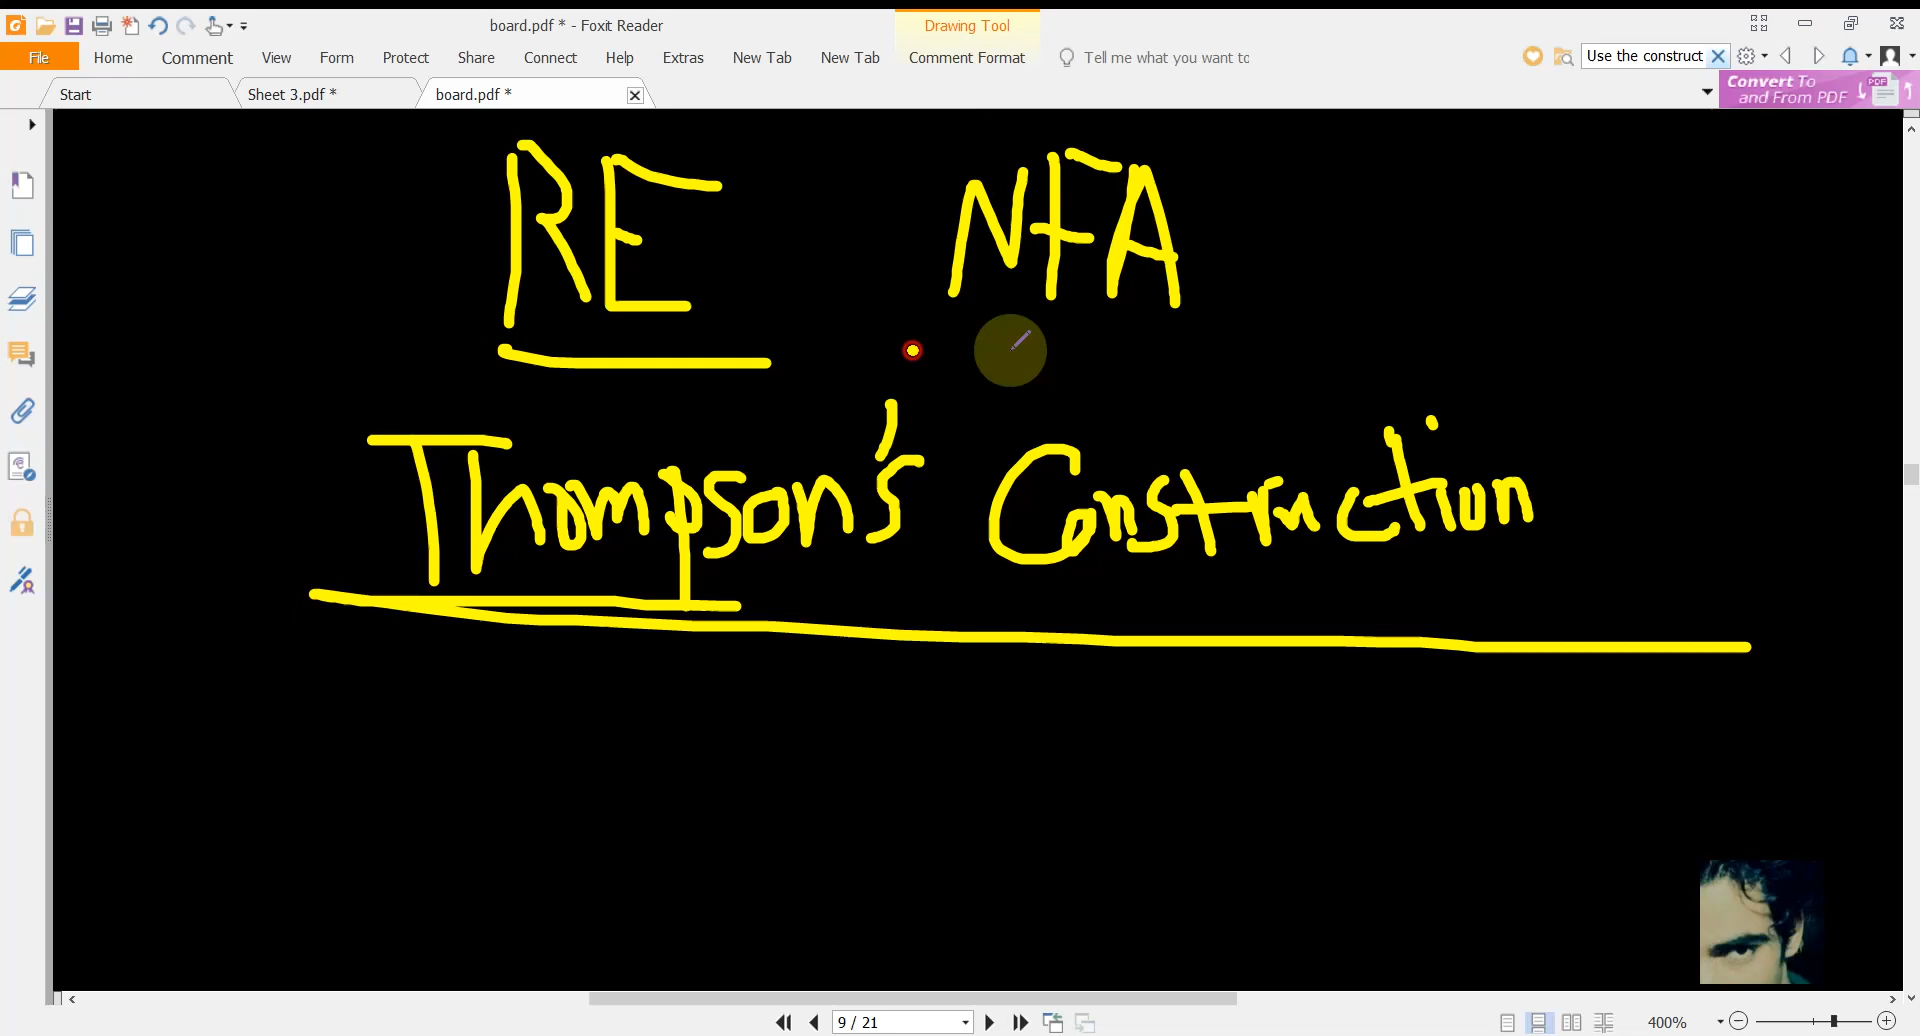 board.pdf * - Foxit Reader
Drawing Tool
File Home Comment View Form Protect Share Connect Help Extras New Tab New Tab Comment Format Tell me what you want to
Use the construct
Start Sheet 3.pdf * board.pdf *
Convert To
and From PDF
PDF
RE NFA
Thompson's Construction
9 / 21
400%